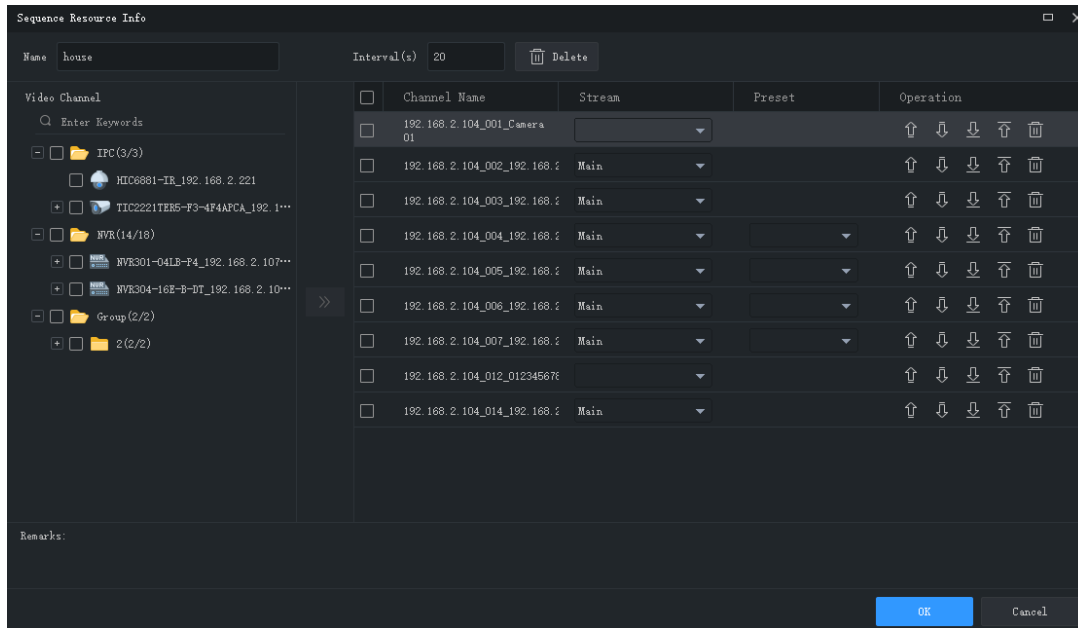 Sequence Resource Info
Name house Interval(s) 20 Delete
Video Channel
Enter Keywords
IPC(3/3)
HIC6881-IR_192.168.2.221
TIC2221TER5-F3-4F4APCA_192.1···
NVR(14/18)
NVR301-04LB-P4_192.168.2.107···
NVR304-16E-B-DT_192.168.2.10···
Group(2/2)
2(2/2)
Channel Name Stream Preset Operation
192.168.2.104_001_Camera
01
192.168.2.104_002_192.168.2 Main
192.168.2.104_003_192.168.2 Main
192.168.2.104_004_192.168.2 Main
192.168.2.104_005_192.168.2 Main
192.168.2.104_006_192.168.2 Main
192.168.2.104_007_192.168.2 Main
192.168.2.104_012_012345678
192.168.2.104_014_192.168.2 Main
Remarks:
OK Cancel